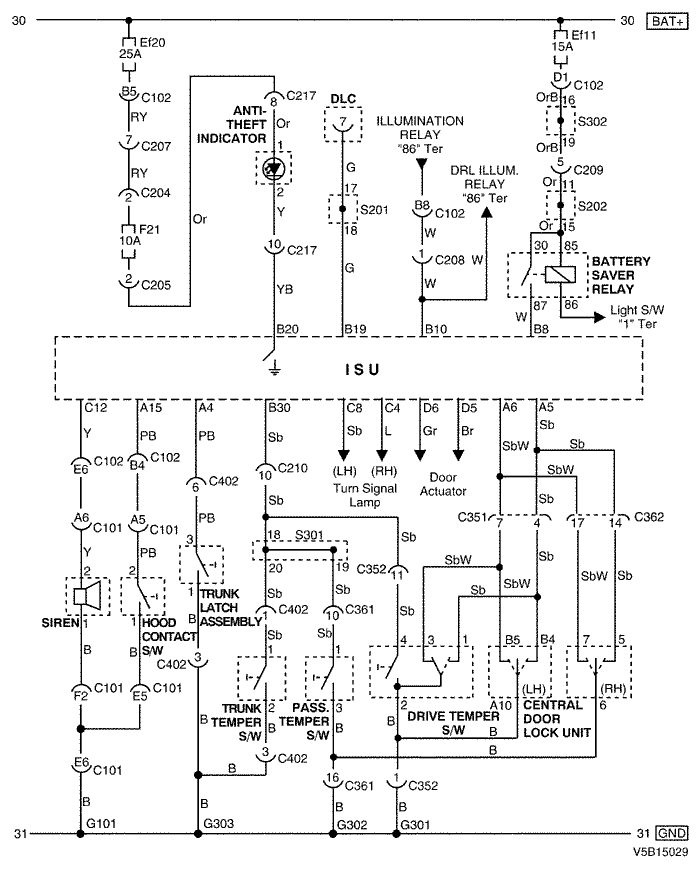 30 30 BAT+
Ef20 25A
Ef11 15A
B5 C102
D1 C102
RY
OrB 16
S302
19
OrB
7 C207
5 C209
RY
Or 11
S202
Or 15
2 C204
F21 10A
2 C205
Or
8 C217
ANTI-
THEFT
INDICATOR
Or
1
2
Y
10 C217
YB
B20
DLC
7
G
17
S201
18
G
B19
ILLUMINATION
RELAY
"86" Ter
B8 C102
W
1 C208
W
B10
DRL ILLUM.
RELAY
"86" Ter
W
30 85
BATTERY
SAVER
RELAY
87 86
W
B8
Light S/W
"1" Ter
ISU
C12 A15 A4 B30 C8 C4 D6 D5 A6 A5
Y PB PB Sb Sb L Gr Br SbW Sb
E6 C102 B4 C102
6 C402
10 C210
(LH) (RH)
Turn Signal
Lamp
Door
Actuator
Sb
SbW
Sb
A6 C101 A5 C101
PB
Sb
Sb
C351 7 4 17 14 C362
Y PB
3
18 S301
20 19
Sb
C352 11
SbW
Sb
Sb
SbW
Sb
2 2
SIREN 1
1 HOOD
CONTACT
S/W
1 TRUNK
LATCH
ASSEMBLY
B B B
Sb Sb
1 C402 10 C361
Sb Sb
Sb
4 3 1
B5 B4
7 5
C402 3
1 1
TRUNK
TEMPER
S/W
2
PASS.
TEMPER
S/W
3
2
DRIVE TEMPER
S/W
A10 (LH)
CENTRAL
DOOR
LOCK UNIT
(RH)
6
F2 C101 E5 C101
B B B B B B
3 C402
B
E6 C101
16 C361 1 C352
B B B B
31 G101 G303 G302 G301 31 GND
V5B15029